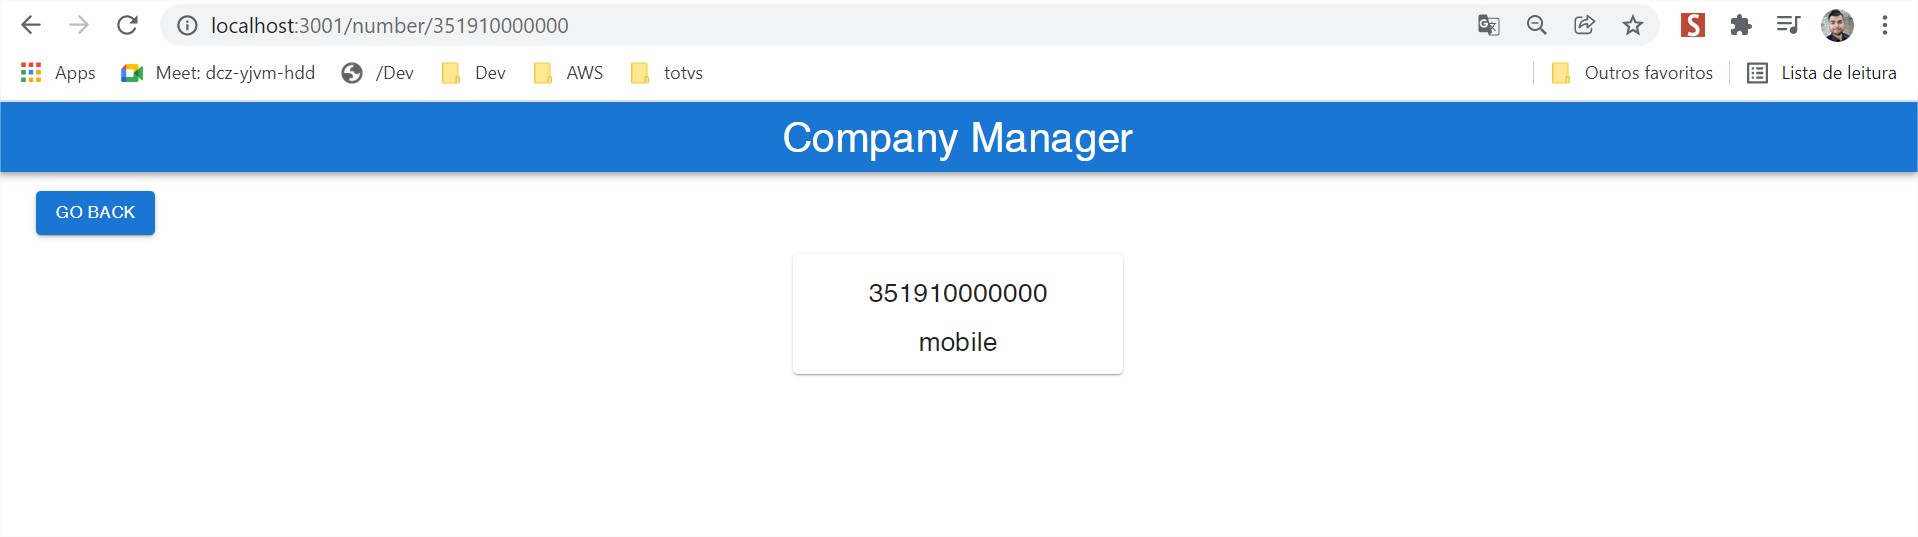 localhost:3001/number/351910000000
Apps Meet: dcz-yjvm-hdd /Dev Dev AWS totvs Outros favoritos Lista de leitura
Company Manager
GO BACK
351910000000
mobile